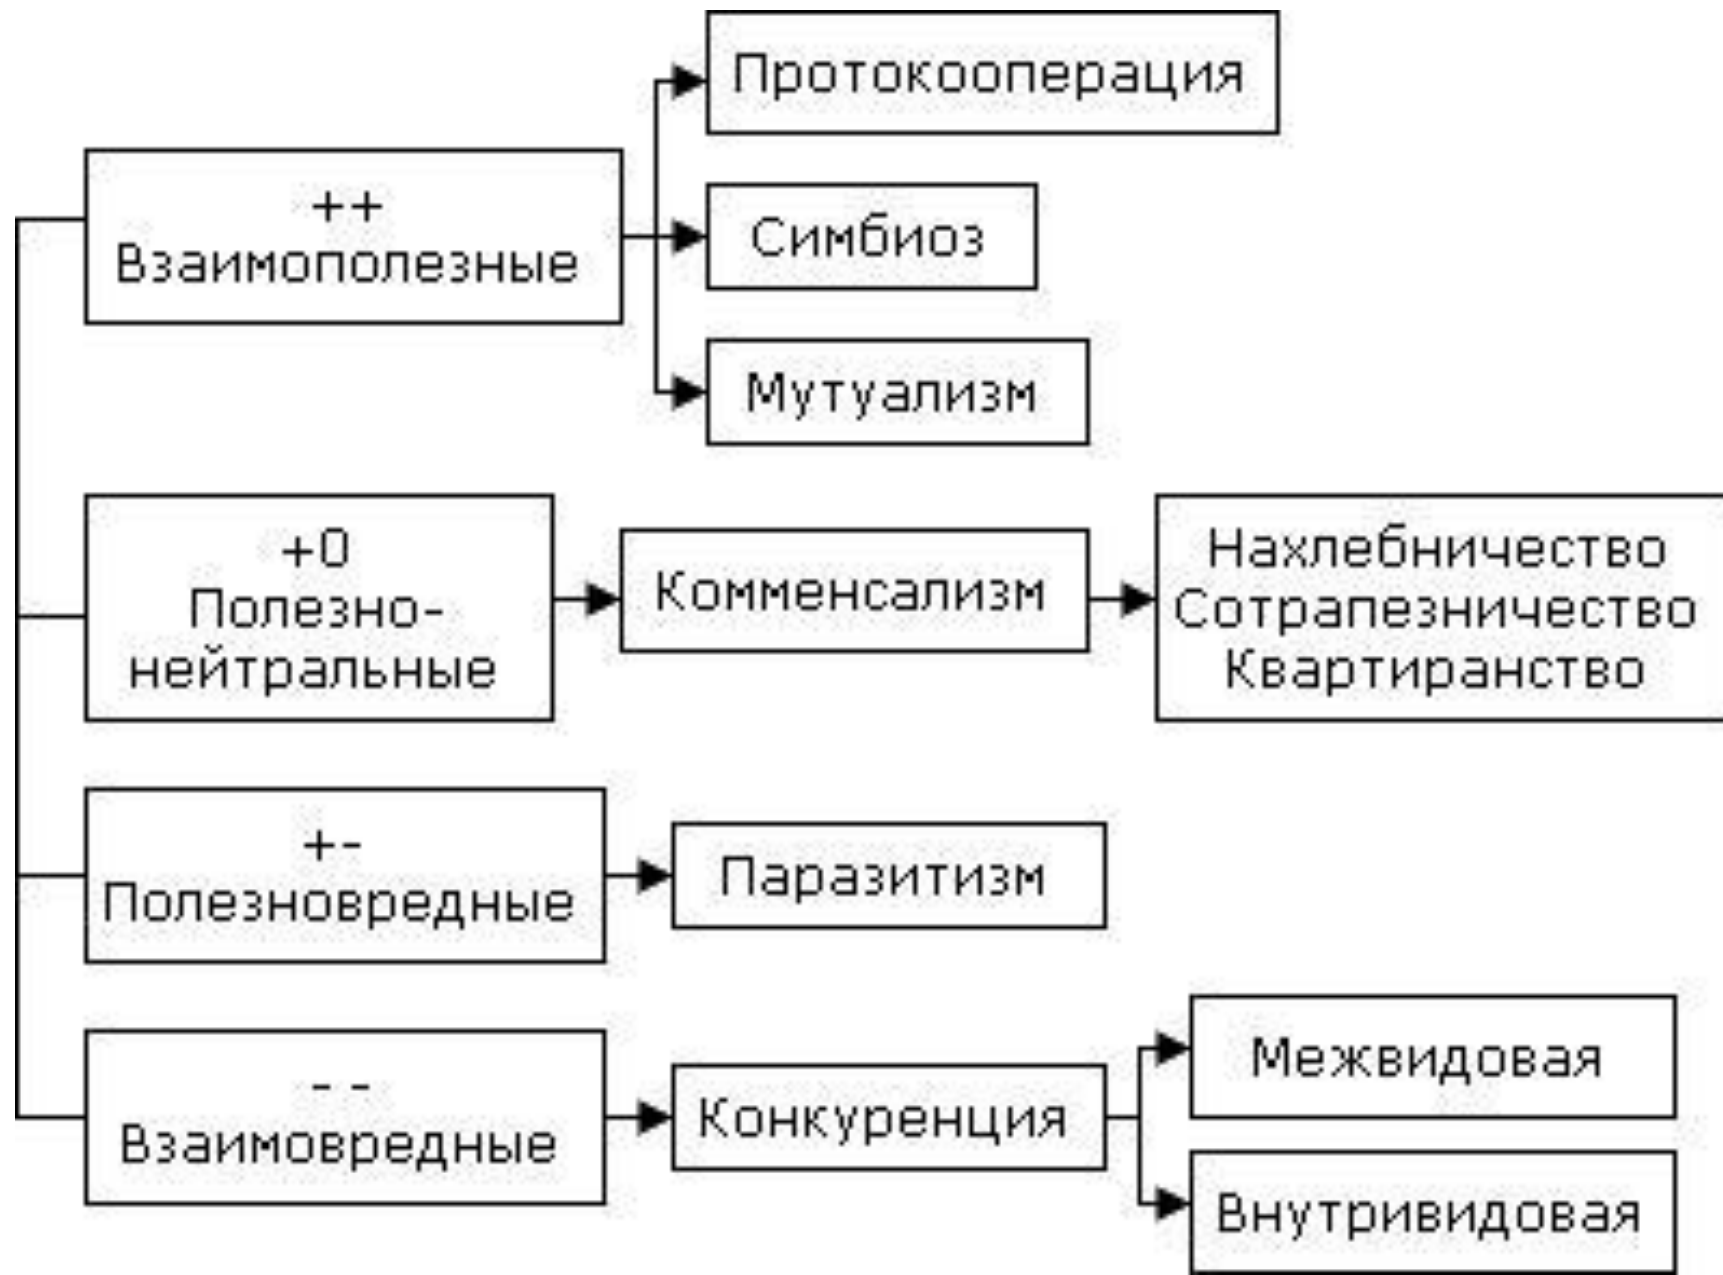 Протокооперация
++
Взаимополезные
Симбиоз
Мутуализм
+0
Полезно-
нейтральные
Комменсализм
Нахлебничество
Сотрапезничество
Квартиранство
+-
Полезновредные
Паразитизм
- -
Взаимовредные
Конкуренция
Межвидовая
Внутривидовая